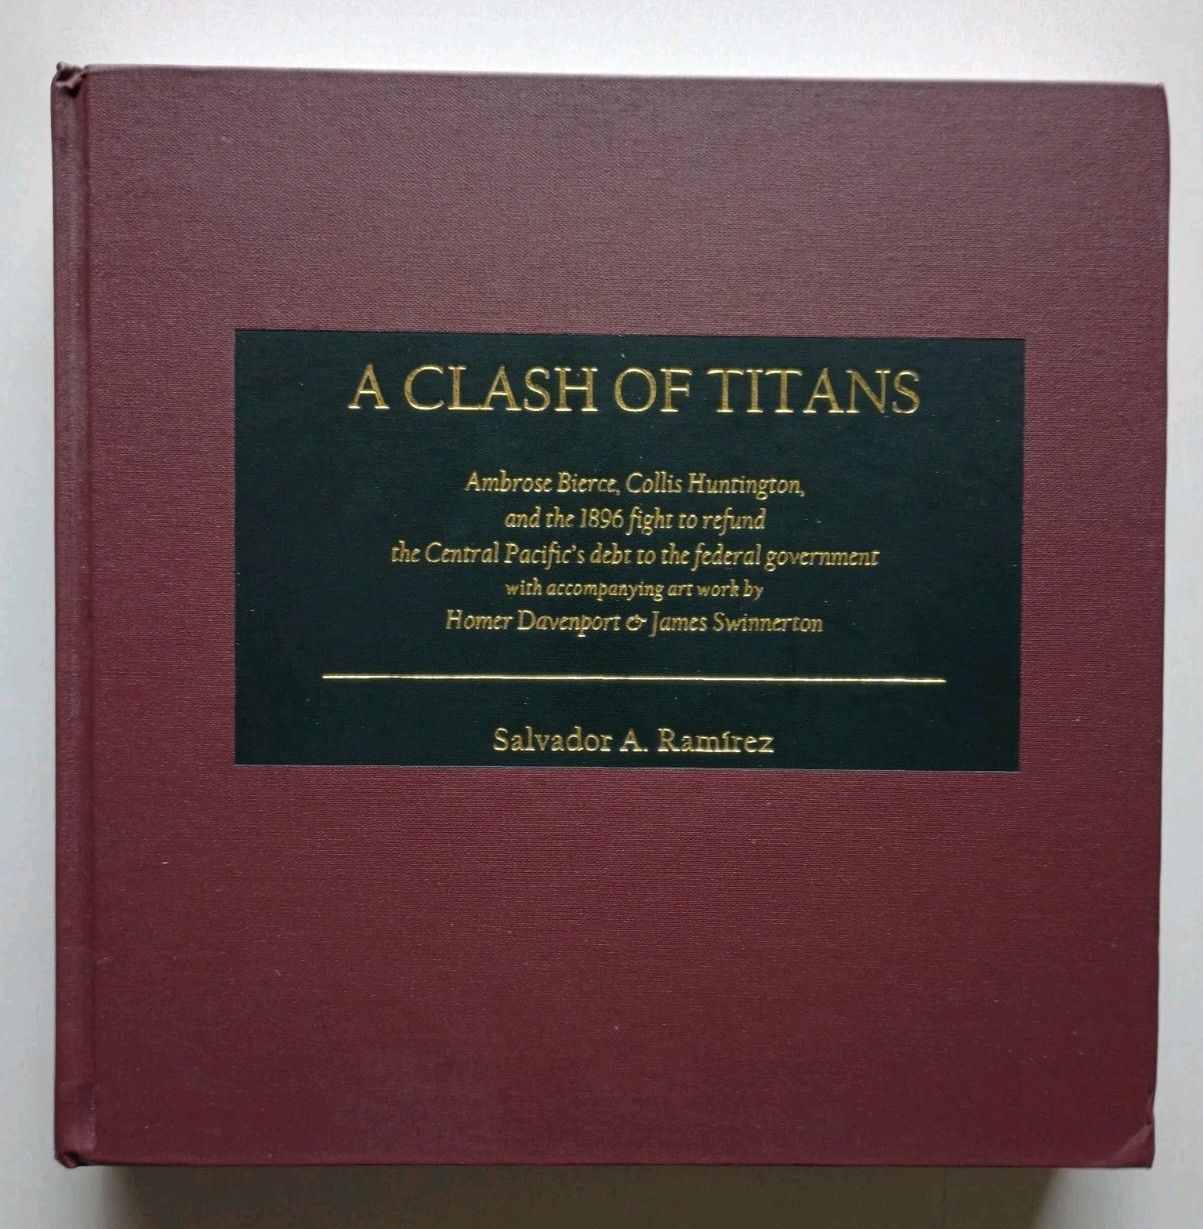 A CLASH OF TITANS
Ambrose Bierce, Collis Huntington,
and the 1896 fight to refund
the Central Pacific's debt to the federal government
with accompanying art work by
Homer Davenport & James Swinnerton
Salvador A. Ramírez